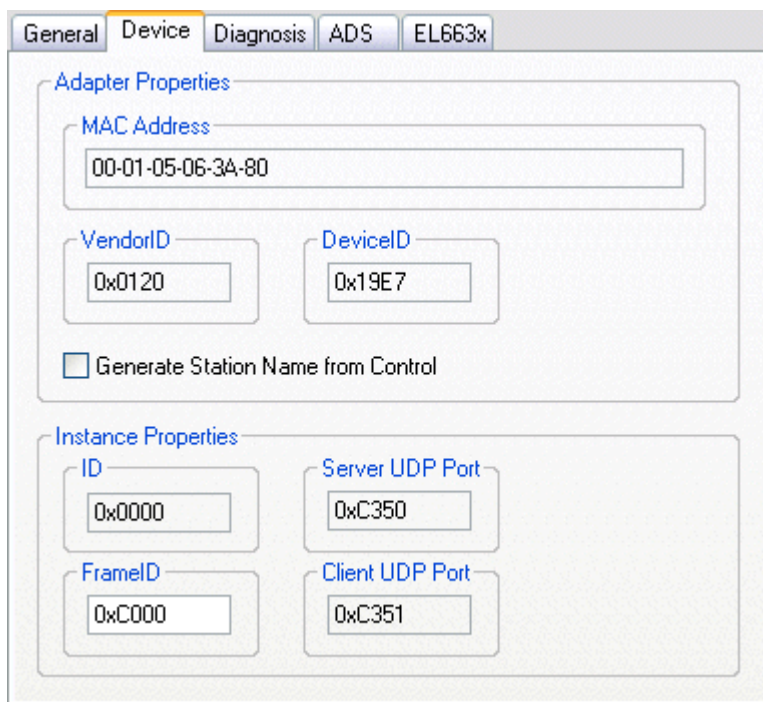 General Device Diagnosis ADS EL663x
Adapter Properties
MAC Address
00-01-05-06-3A-80
VendorID DeviceID
0x0120 0x19E7
Generate Station Name from Control
Instance Properties
ID Server UDP Port
0x0000 0xC350
FrameID Client UDP Port
0xC000 0xC351